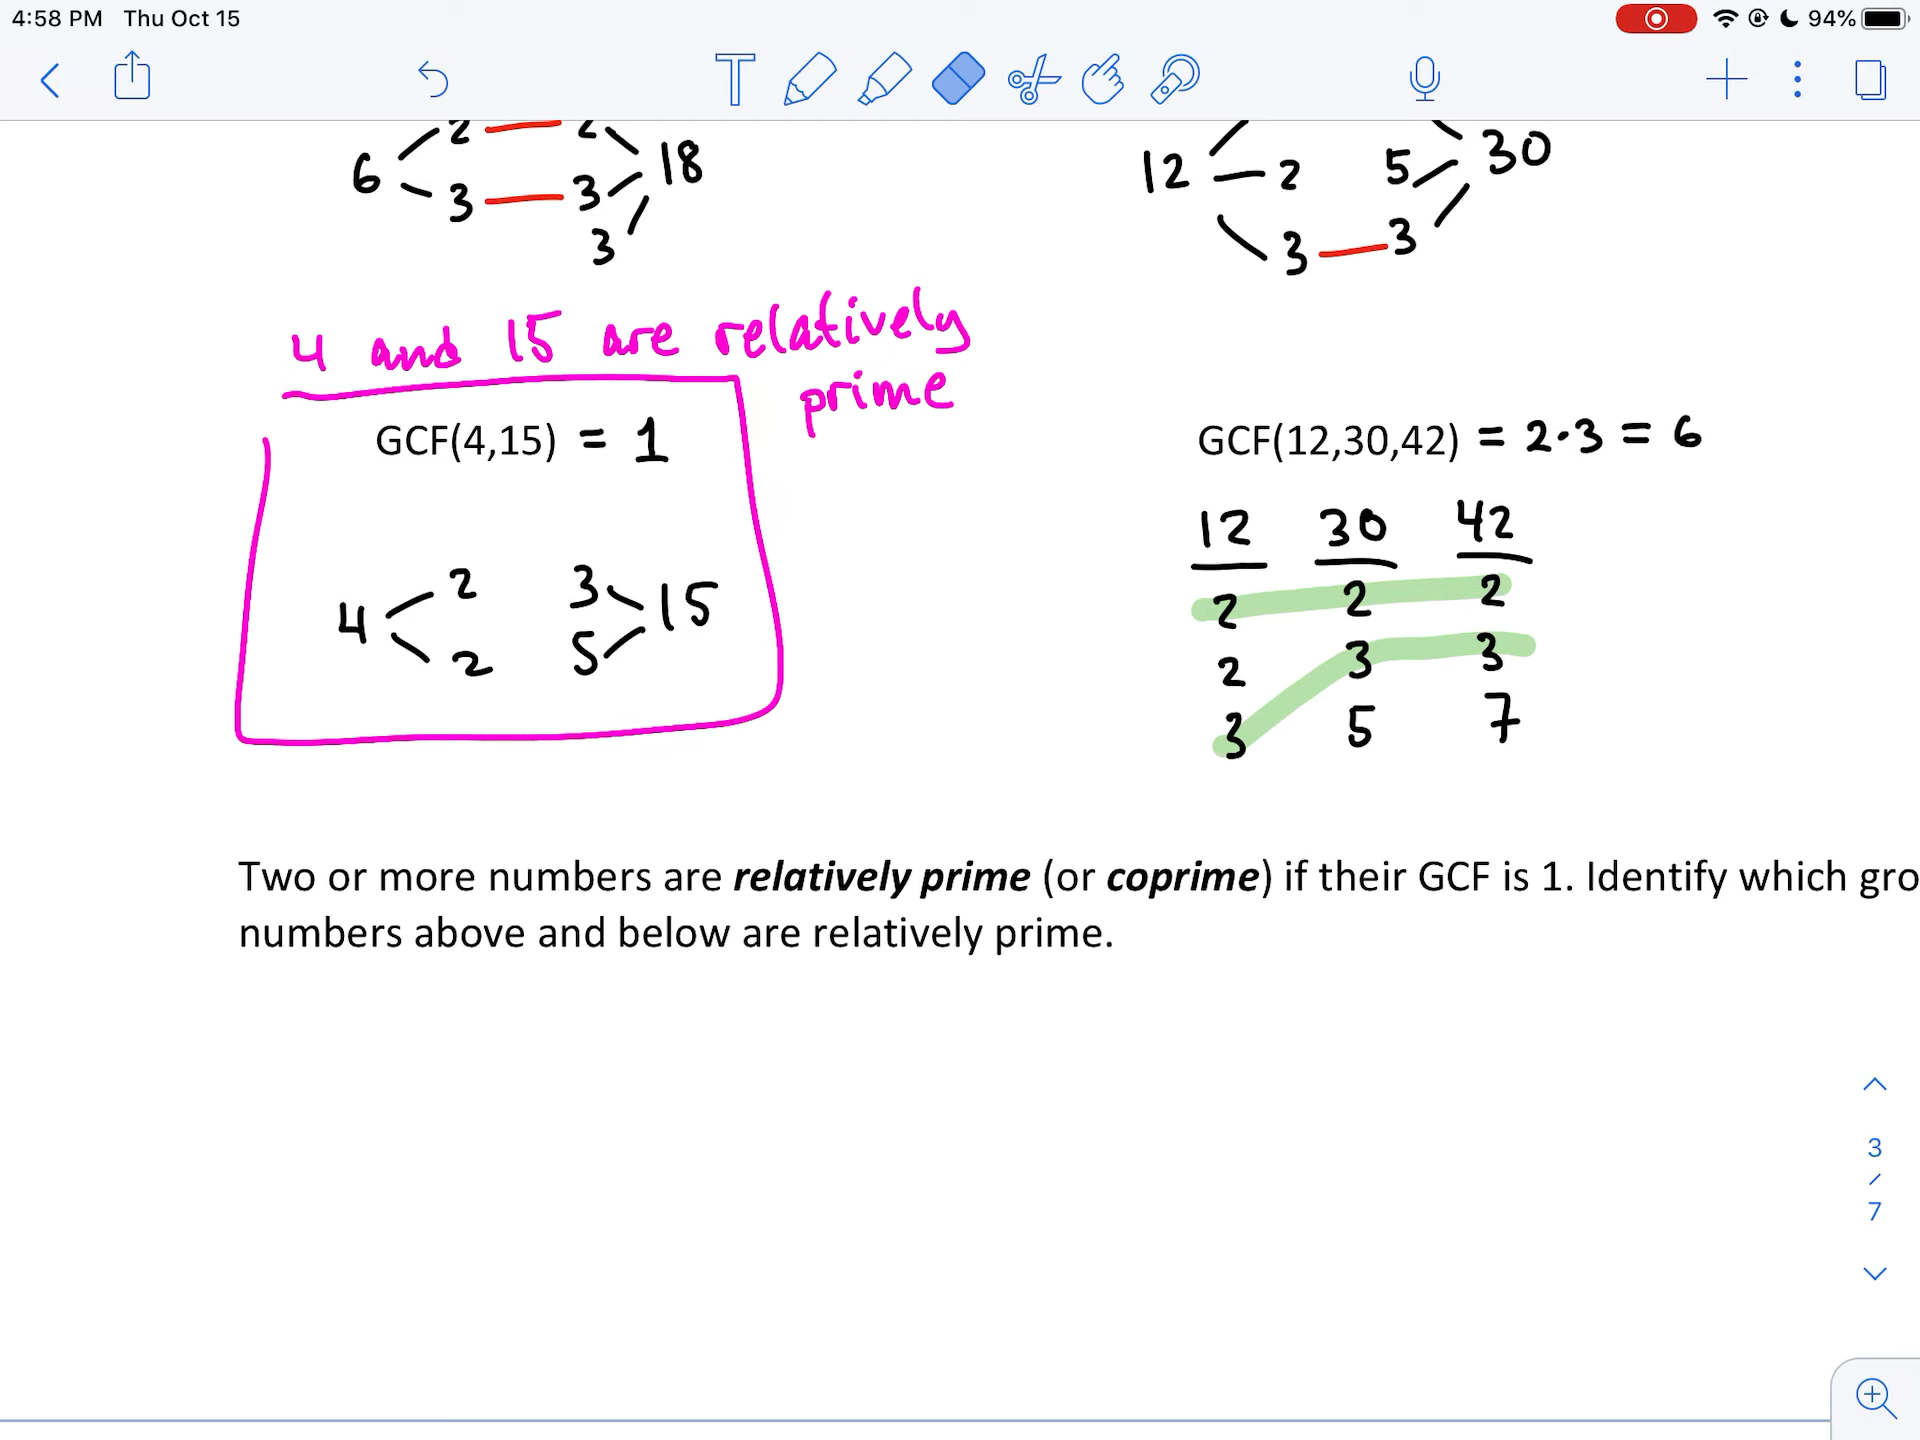 4:58 PM Thu Oct 15
94%
T
6 2 2 18
3 3
3
12 2 5 30
3 3
4 and 15 are relatively
prime
GCF(4,15) = 1
GCF(12,30,42) = 2·3 = 6
12 30 42
2 2 2
2 3 3
3 5 7
4 2 3 15
2 5
Two or more numbers are relatively prime (or coprime) if their GCF is 1. Identify which gro
numbers above and below are relatively prime.
3
/
7